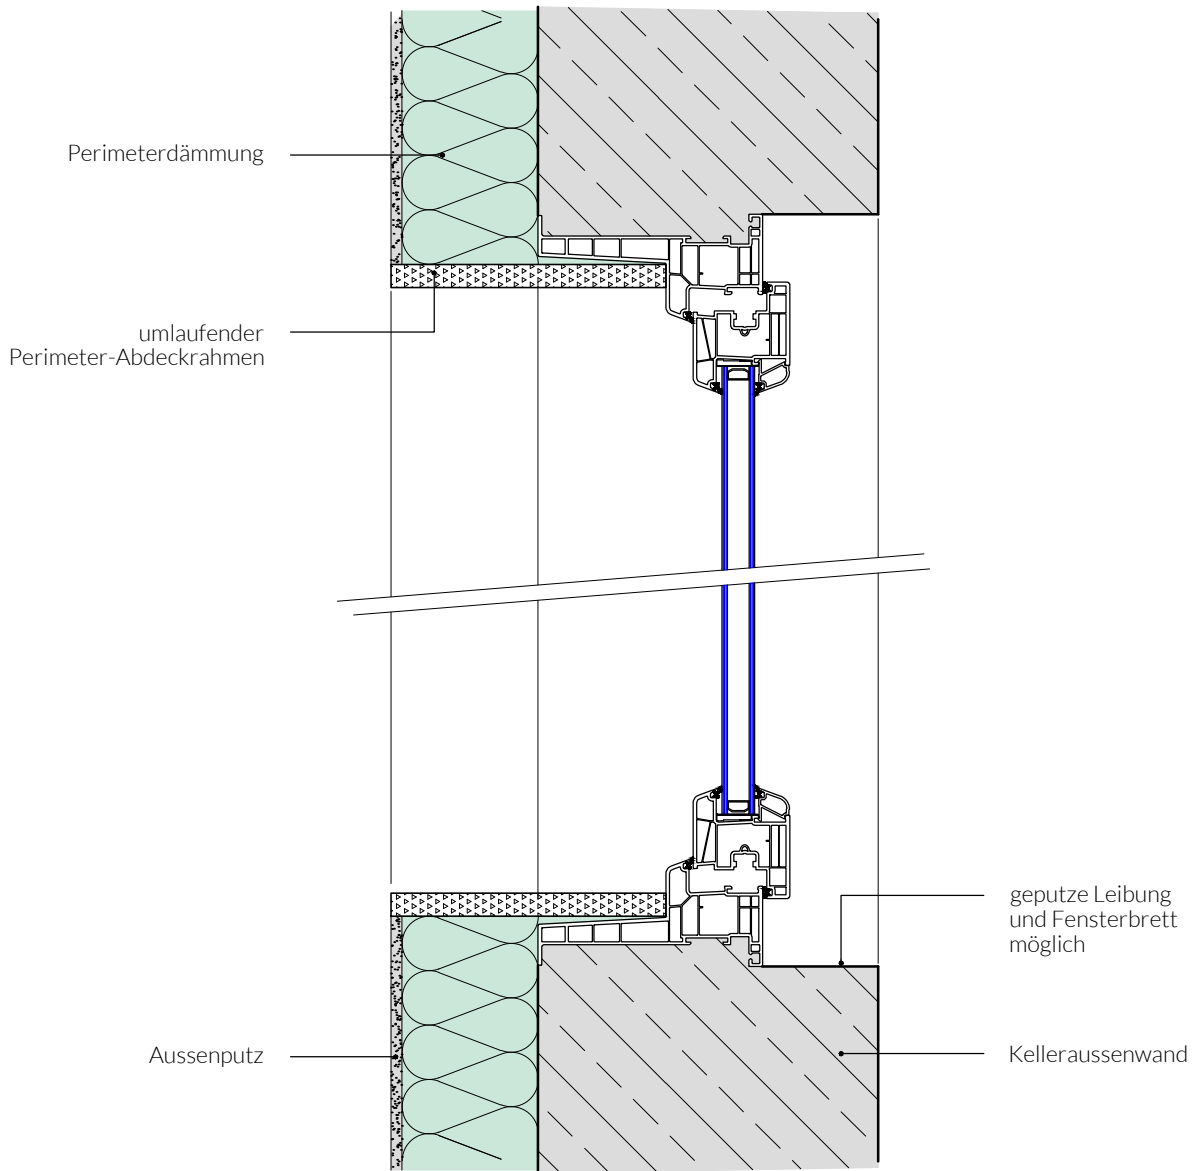 Perimeterdämmung
umlaufender
Perimeter-Abdeckrahmen
geputze Leibung
und Fensterbrett
möglich
Aussenputz
Kelleraussenwand